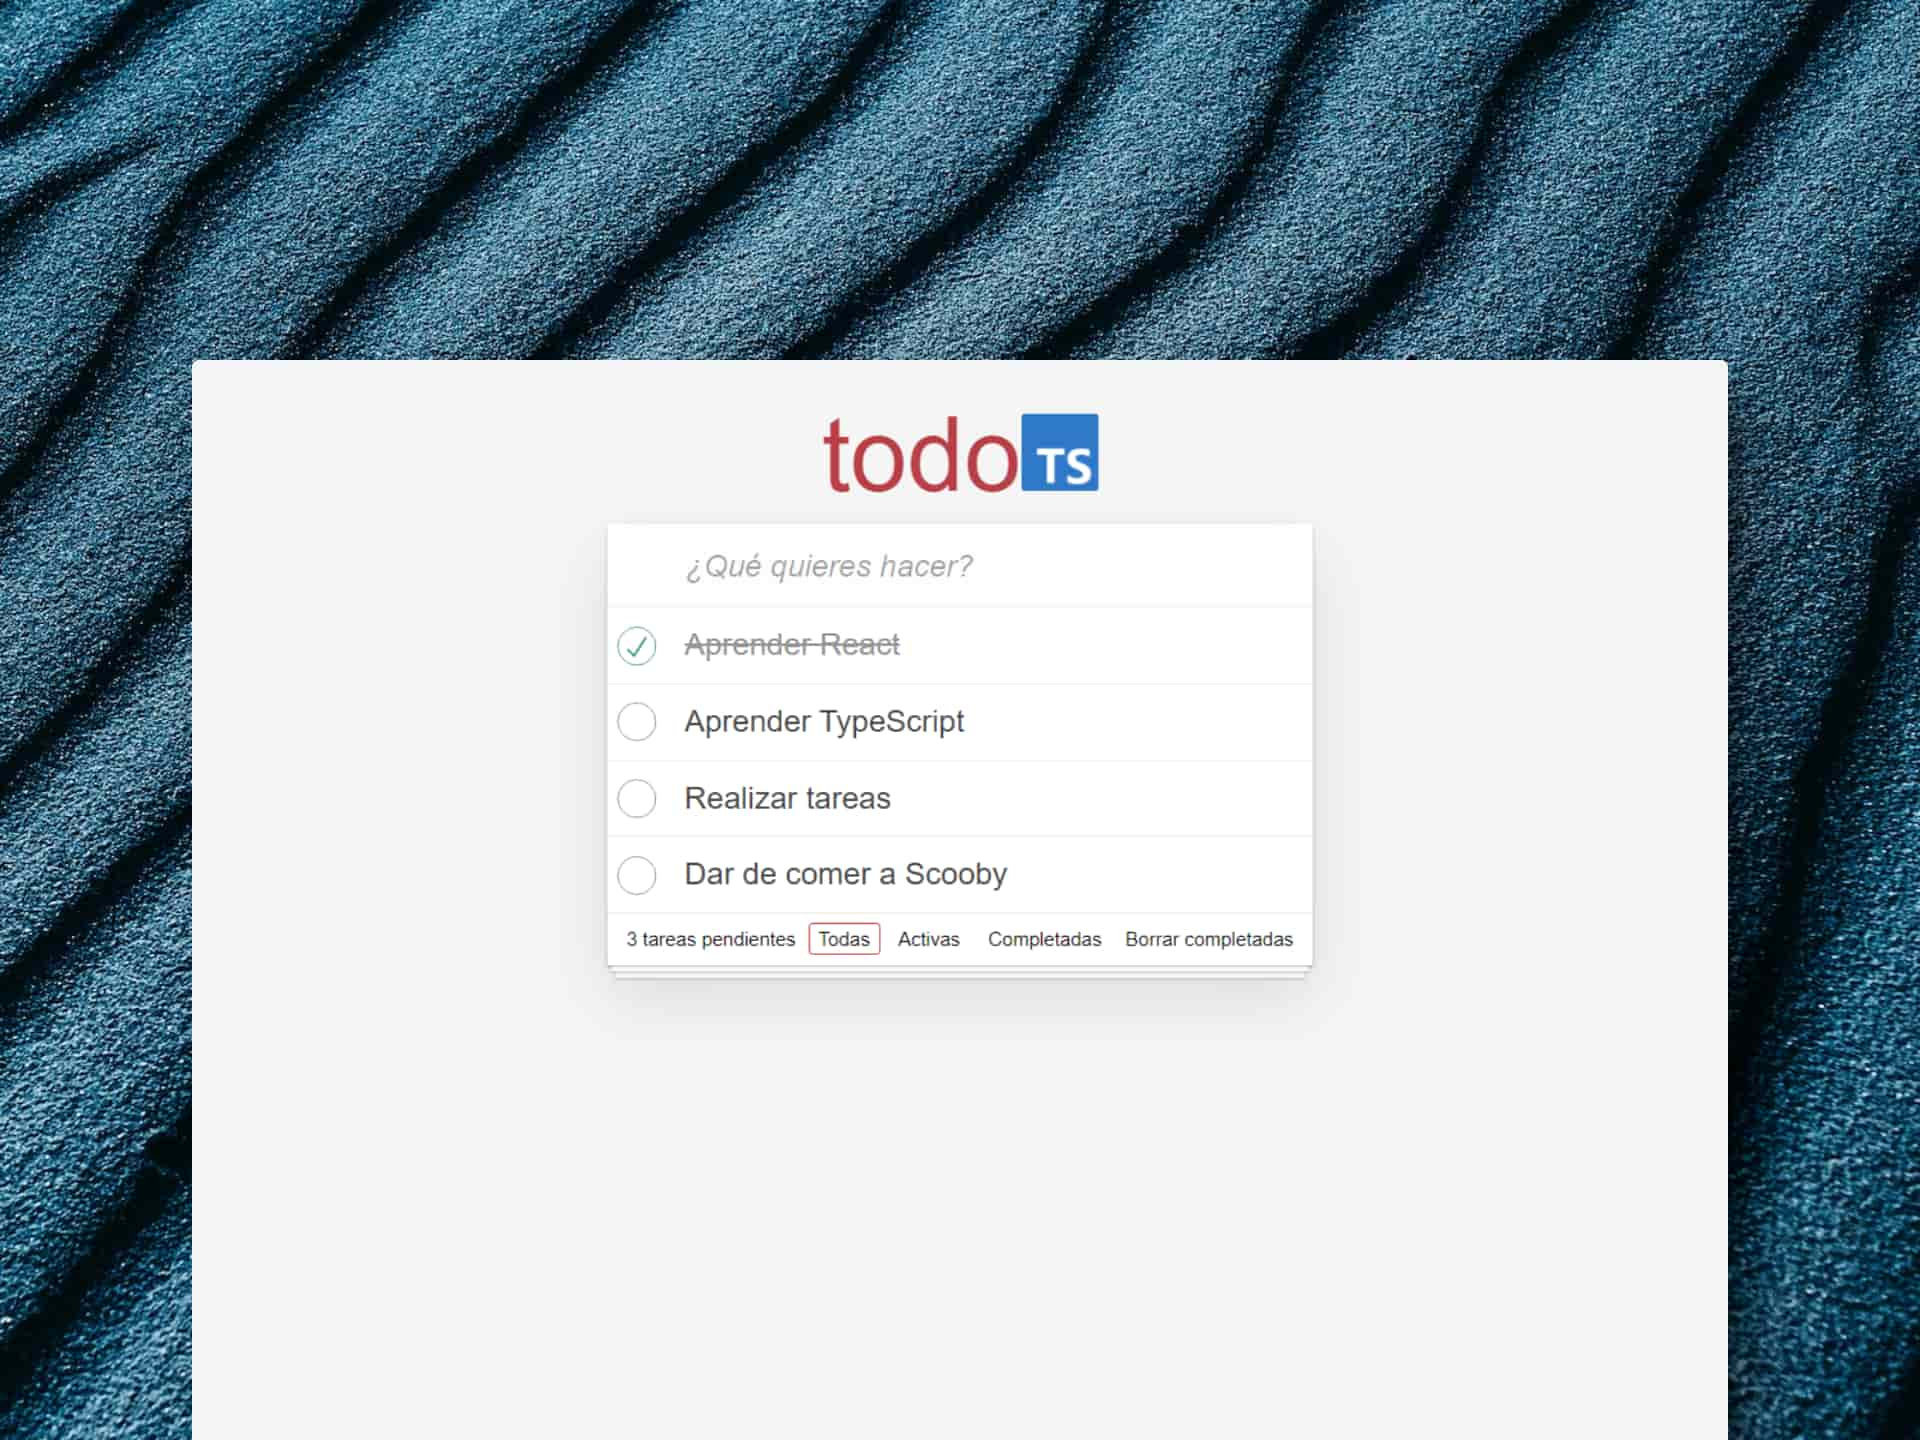 todo TS
¿Qué quieres hacer?
Aprender React
Aprender TypeScript
Realizar tareas
Dar de comer a Scooby
3 tareas pendientes Todas Activas Completadas Borrar completadas